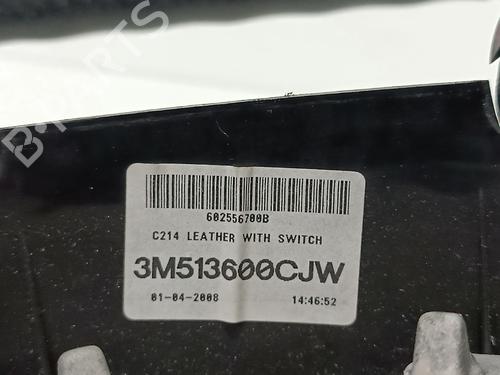 B-PARTS
602556700B
C214 LEATHER WITH SWITCH
3M513600CJW
01-04-2008 14:46:52